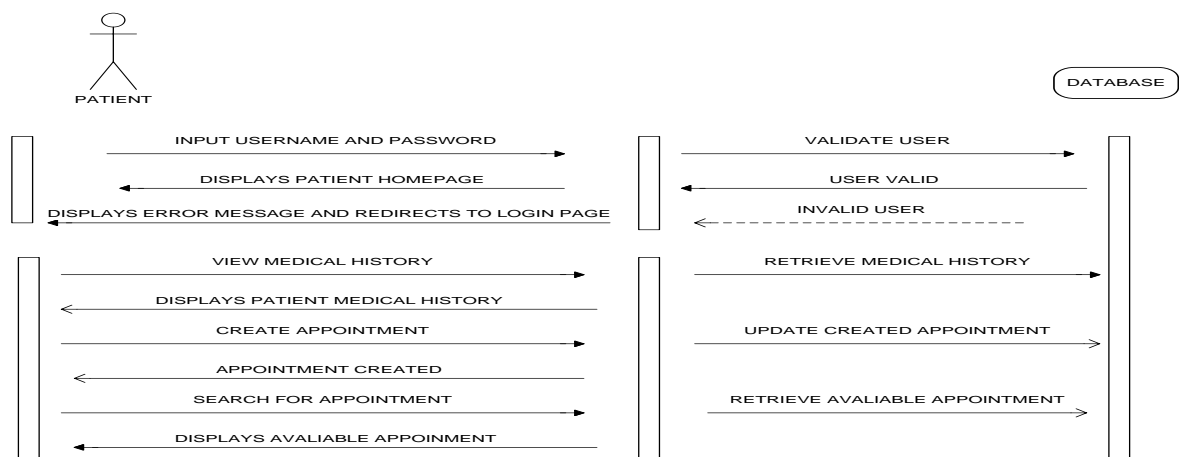 PATIENT
DATABASE
INPUT USERNAME AND PASSWORD
VALIDATE USER
DISPLAYS PATIENT HOMEPAGE
USER VALID
DISPLAYS ERROR MESSAGE AND REDIRECTS TO LOGIN PAGE
INVALID USER
VIEW MEDICAL HISTORY
RETRIEVE MEDICAL HISTORY
DISPLAYS PATIENT MEDICAL HISTORY
CREATE APPOINTMENT
UPDATE CREATED APPOINTMENT
APPOINTMENT CREATED
SEARCH FOR APPOINTMENT
RETRIEVE AVALIABLE APPOINTMENT
DISPLAYS AVALIABLE APPOINMENT